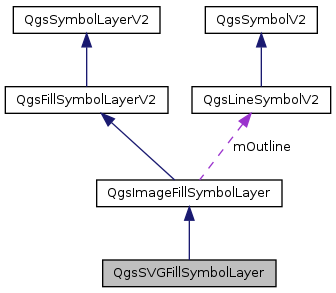 QgsSymbolLayerV2
QgsSymbolV2
QgsFillSymbolLayerV2
QgsLineSymbolV2
mOutline
QgsImageFillSymbolLayer
QgsSVGFillSymbolLayer